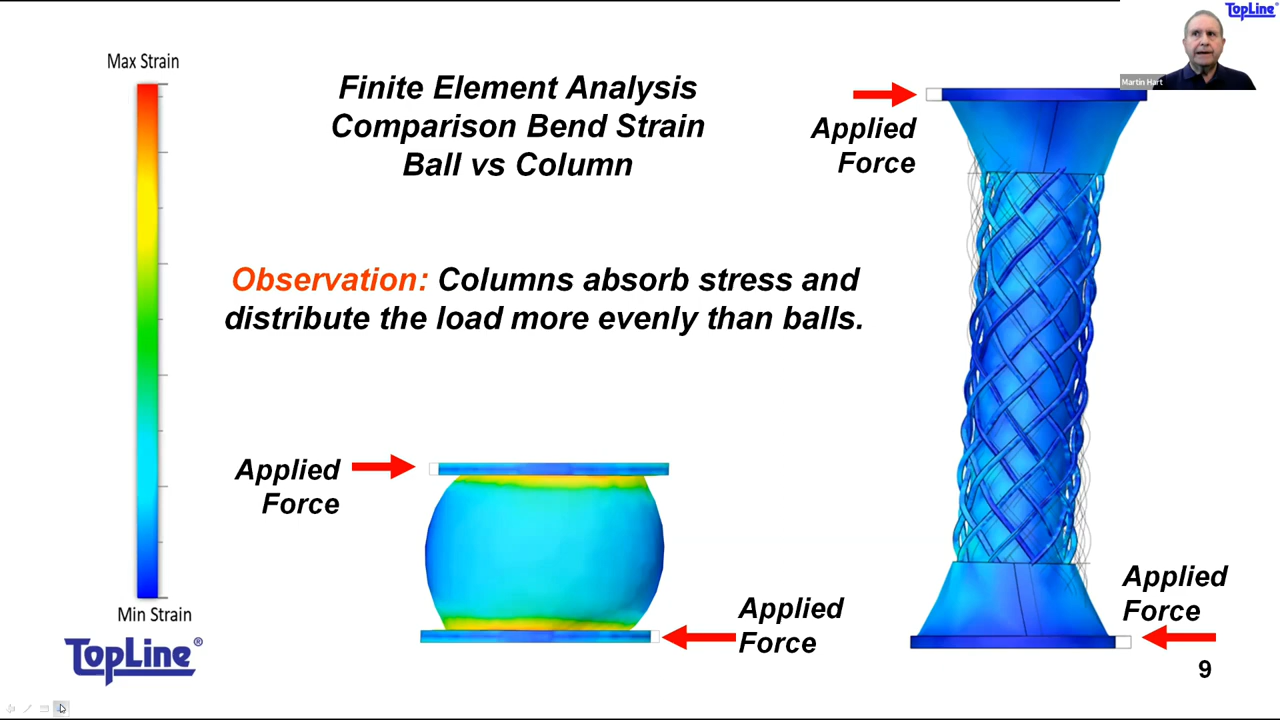 TopLine®
Martin Hart
Max Strain
Finite Element Analysis
Comparison Bend Strain
Ball vs Column
Applied
Force
Observation: Columns absorb stress and
distribute the load more evenly than balls.
Applied
Force
Applied
Force
Applied
Force
Min Strain
TopLine®
9